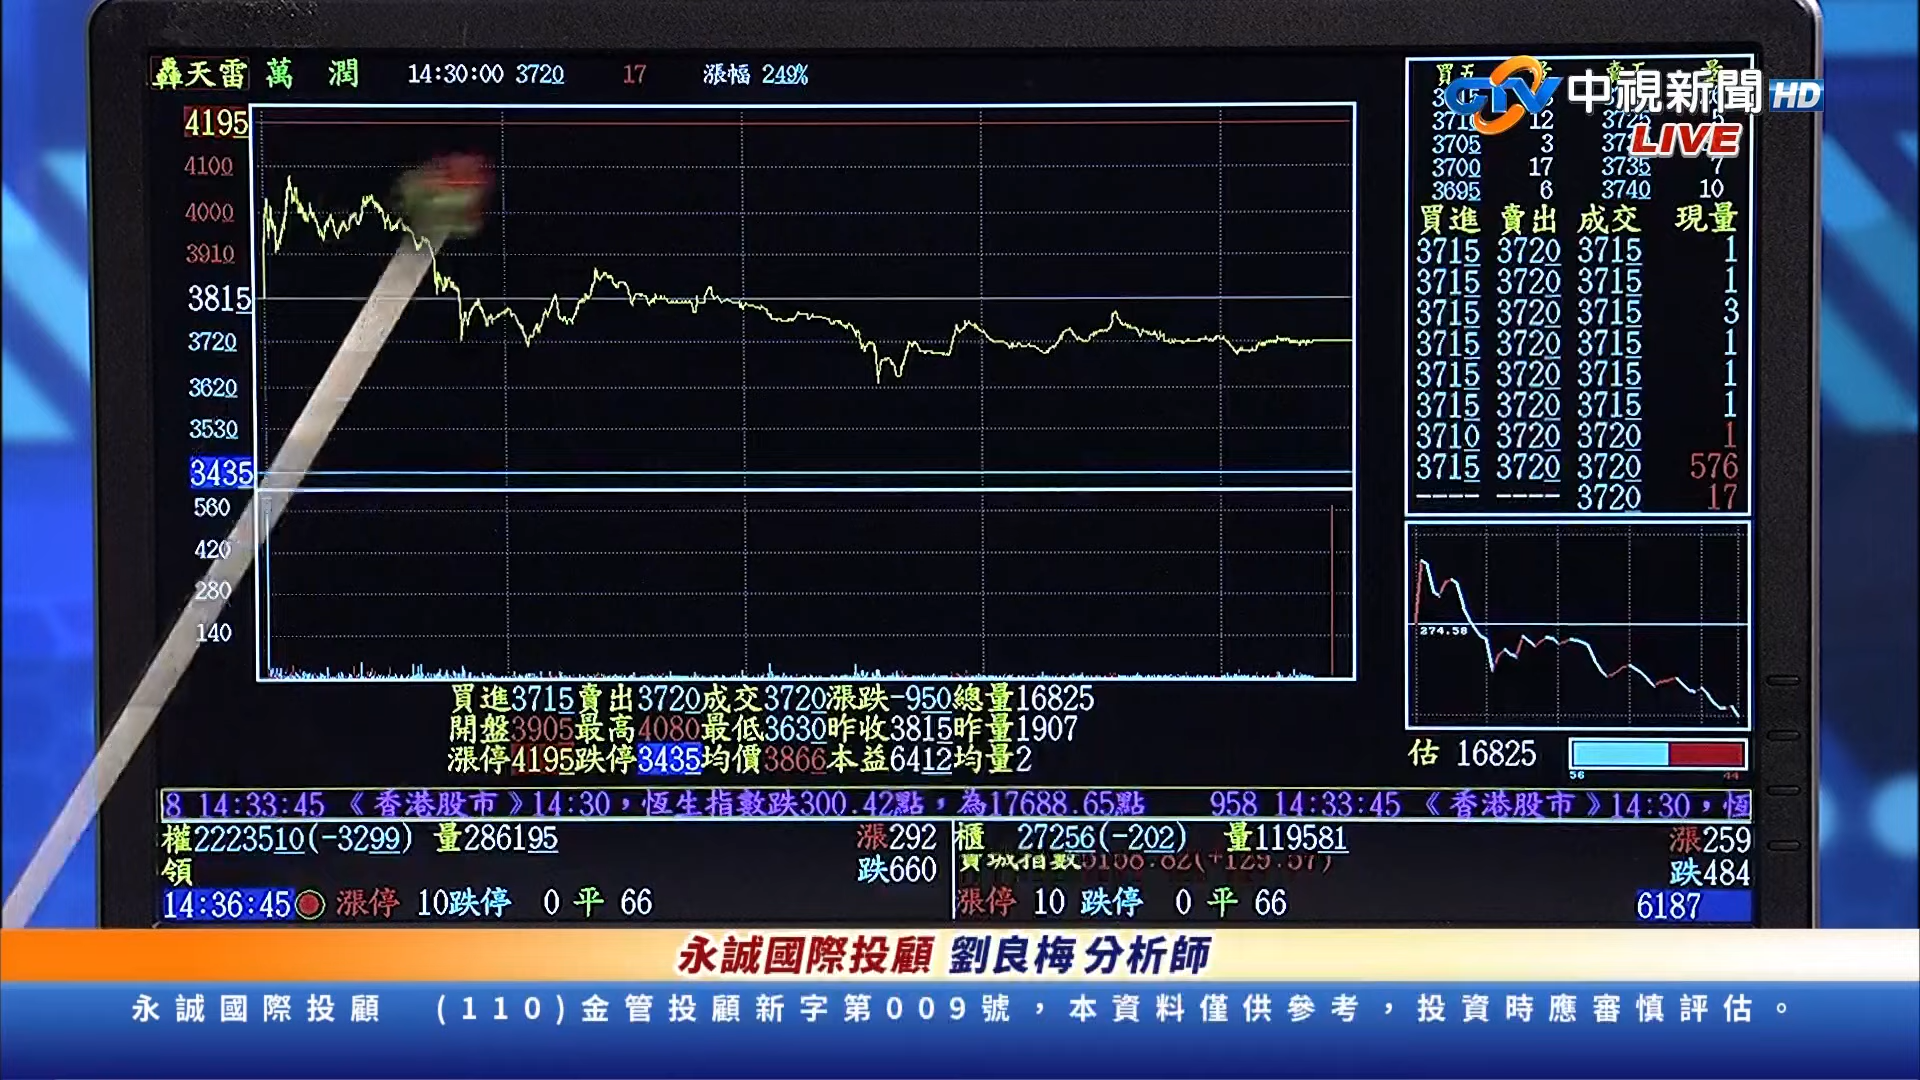 轟天雷 萬 潤 14:30:00 3720 17 漲幅 249%
中視新聞 HD
CTV
LIVE
4195
4100
4000
3910
3815
3720
3620
3530
3435
560
420
280
140
12
3705 3
3700 17 3735 7
3695 6 3740 10
買進 賣出 成交 現量
3715 3720 3715 1
3715 3720 3715 1
3715 3720 3715 3
3715 3720 3715 1
3715 3720 3715 1
3715 3720 3715 1
3710 3720 3720 1
3715 3720 3720 576
---- ---- 3720 17
274.58
買進3715賣出3720成交3720漲跌-950總量16825
開盤3905最高4080最低3630昨收3815昨量1907
漲停4195跌停3435均價3866本益6412均量2
估 16825
56 44
8 14:33:45 《香港股市》14:30，恆生指數跌300.42點，為17688.65點 958 14:33:45 《香港股市》14:30，恆
權2223510(-3299) 量286195 漲292
領 跌660
14:36:45 漲停 10跌停 0 平 66
櫃 27256(-202) 量119581 漲259
跌484
漲停 10 跌停 0 平 66 6187
永誠國際投顧 劉良梅分析師
永誠國際投顧 (110)金管投顧新字第009號，本資料僅供參考，投資時應審慎評估。